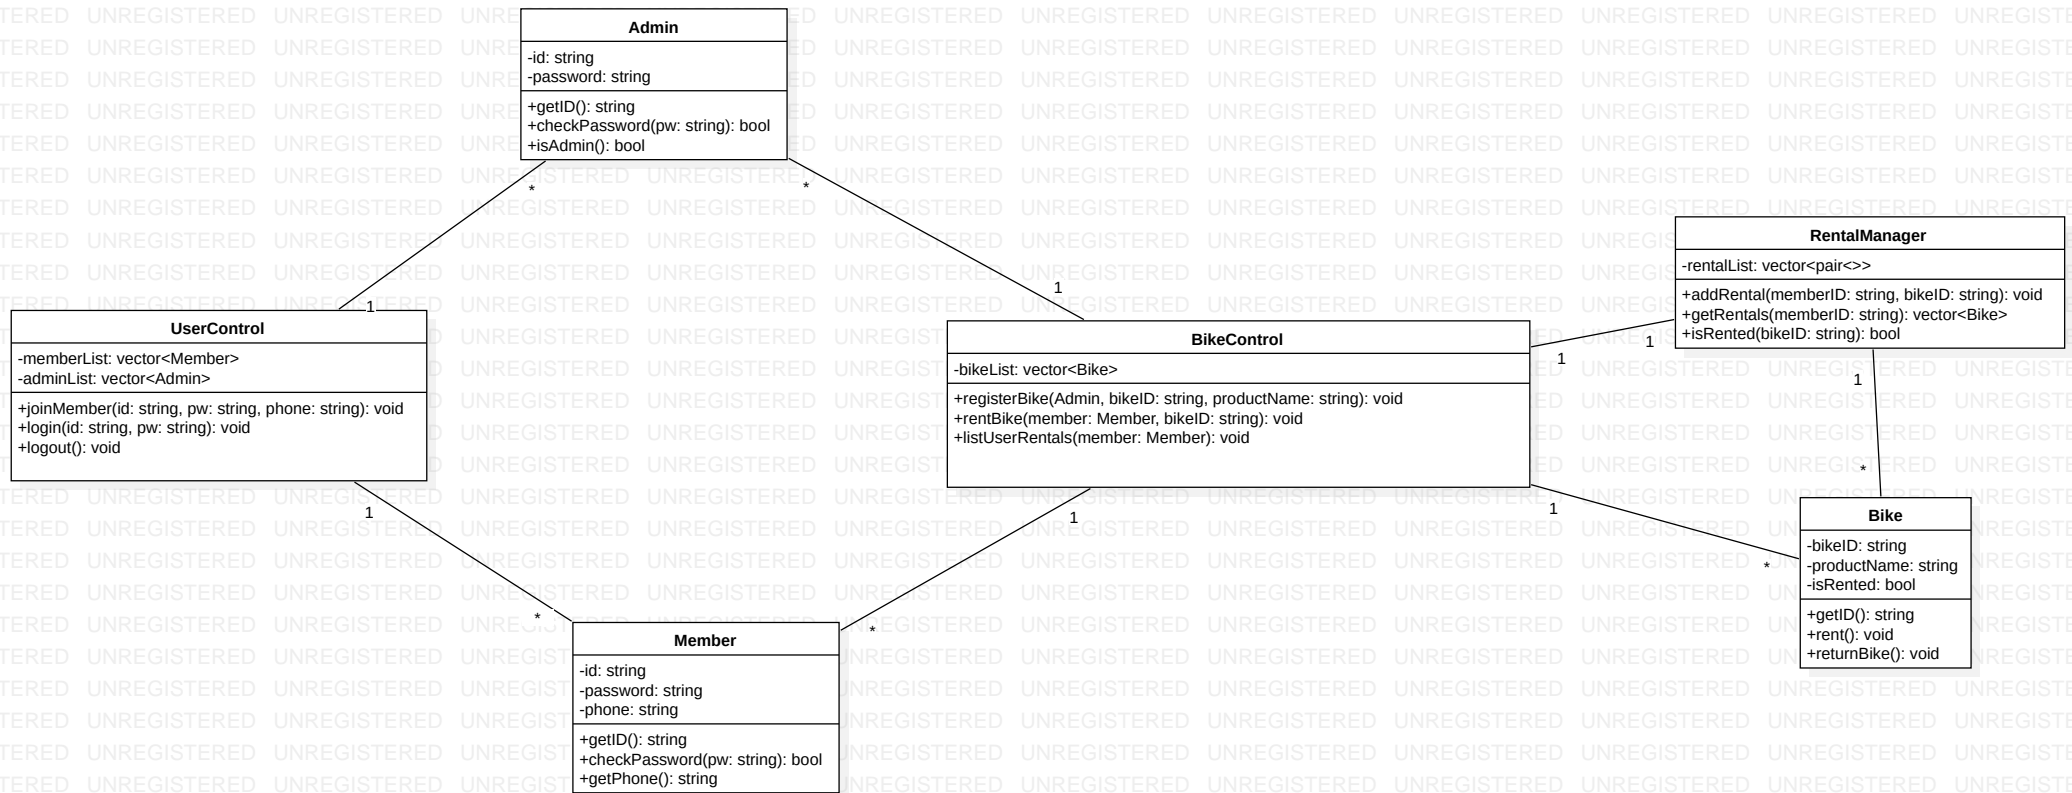 Admin
-id: string
-password: string
+getID(): string
+checkPassword(pw: string): bool
+isAdmin(): bool
*
*
1
1
UserControl
-memberList: vector<Member>
-adminList: vector<Admin>
+joinMember(id: string, pw: string, phone: string): void
+login(id: string, pw: string): void
+logout(): void
1
*
BikeControl
-bikeList: vector<Bike>
+registerBike(Admin, bikeID: string, productName: string): void
+rentBike(member: Member, bikeID: string): void
+listUserRentals(member: Member): void
1
*
1
1
RentalManager
-rentalList: vector<pair<>>
+addRental(memberID: string, bikeID: string): void
+getRentals(memberID: string): vector<Bike>
+isRented(bikeID: string): bool
1
*
1
*
Bike
-bikeID: string
-productName: string
-isRented: bool
+getID(): string
+rent(): void
+returnBike(): void
Member
-id: string
-password: string
-phone: string
+getID(): string
+checkPassword(pw: string): bool
+getPhone(): string
UNREGISTERED